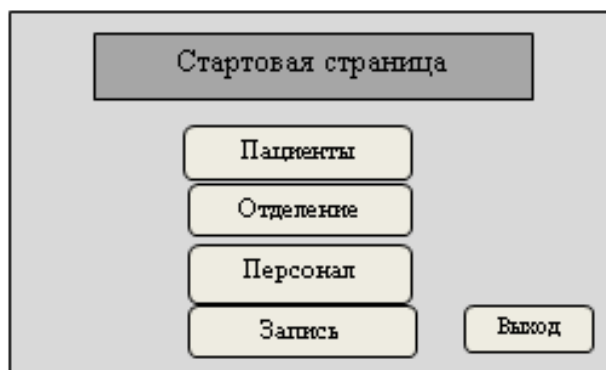 Стартовая страница
Пациенты
Отделение
Персонал
Запись
Выход